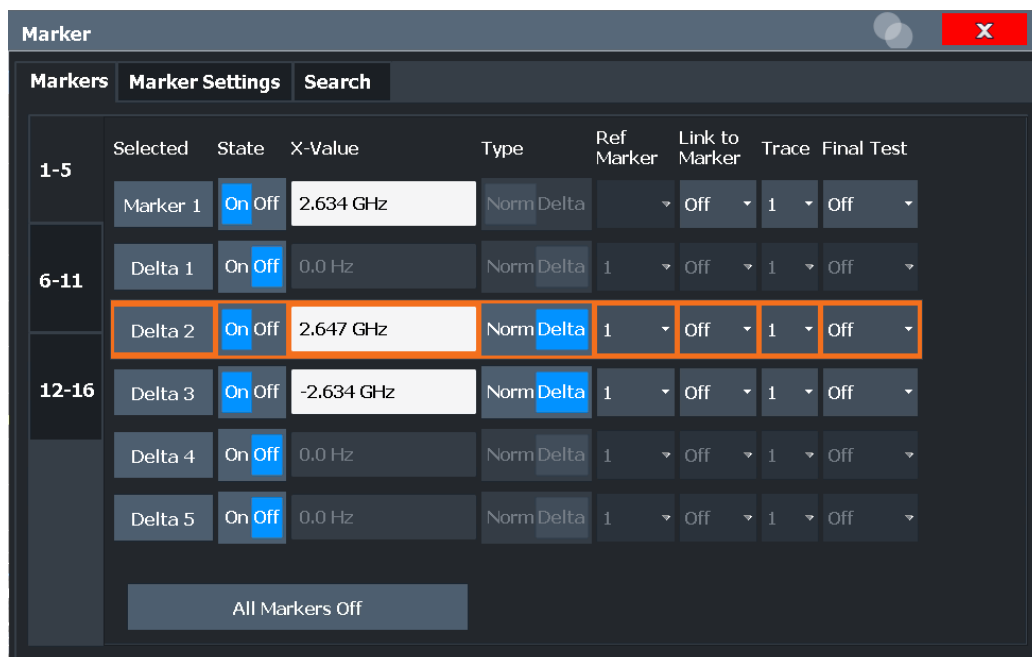 Marker X
Markers Marker Settings Search
1-5
6-11
12-16
Selected State X-Value Type Ref Marker Link to Marker Trace Final Test
Marker 1 On Off 2.634 GHz Norm Delta Off 1 Off
Delta 1 On Off 0.0 Hz Norm Delta 1 Off 1 Off
Delta 2 On Off 2.647 GHz Norm Delta 1 Off 1 Off
Delta 3 On Off -2.634 GHz Norm Delta 1 Off 1 Off
Delta 4 On Off 0.0 Hz Norm Delta 1 Off 1 Off
Delta 5 On Off 0.0 Hz Norm Delta 1 Off 1 Off
All Markers Off